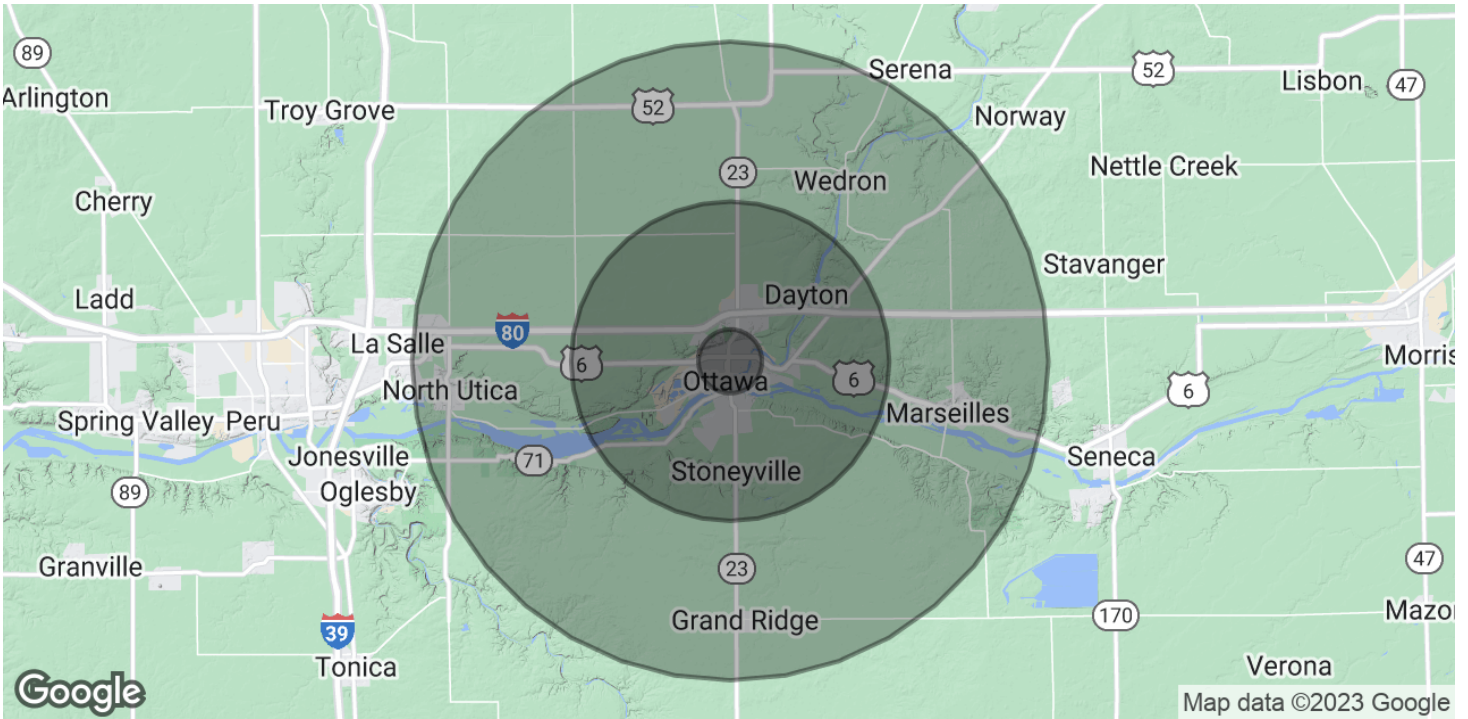 89
Serena
52
Lisbon
47
Arlington
Troy Grove
52
Norway
23
Wedron
Nettle Creek
Cherry
Stavanger
Ladd
Dayton
80
La Salle
6
Ottawa
6
Morris
North Utica
6
Marseilles
Spring Valley
Peru
Jonesville
71
Stoneyville
Seneca
89
Oglesby
Granville
23
47
Grand Ridge
170
Mazo
39
Tonica
Verona
Google
Map data ©2023 Google